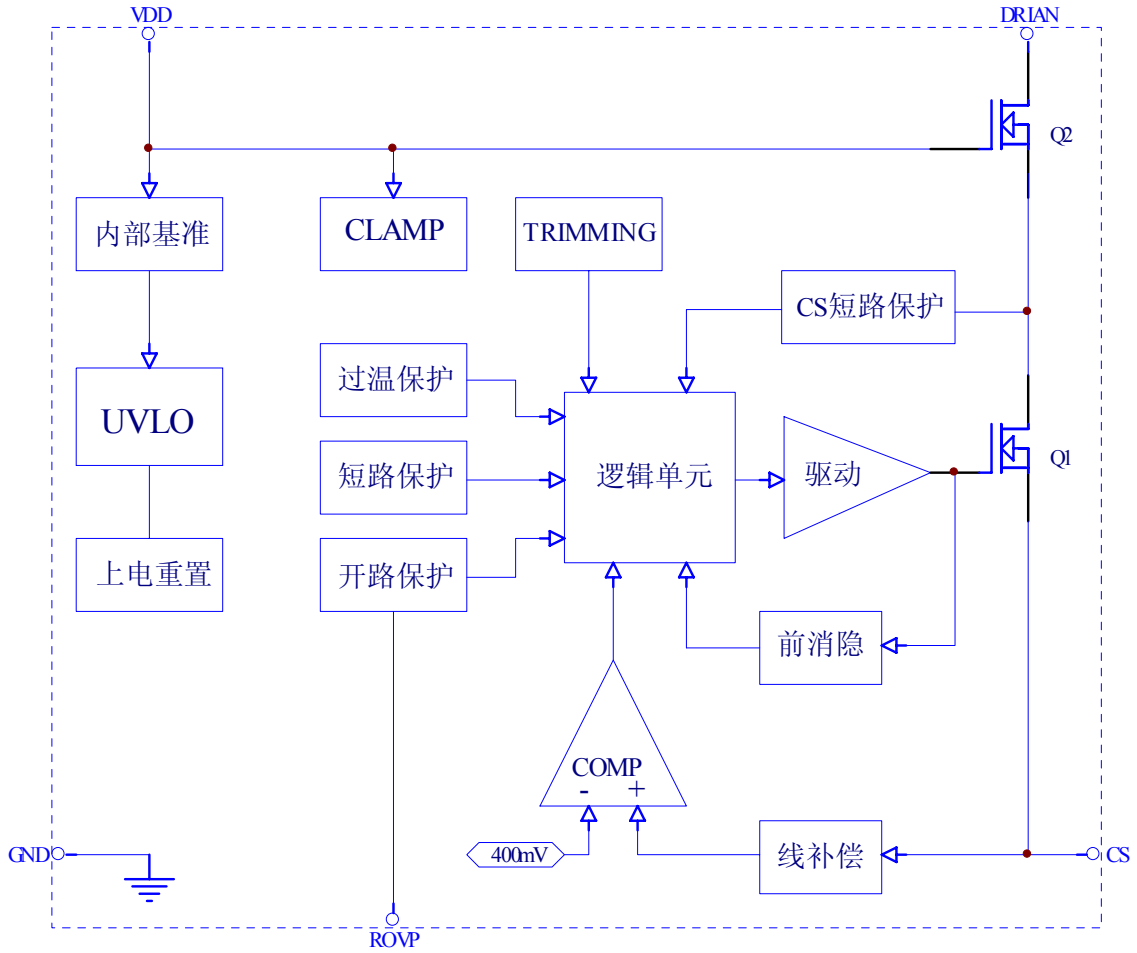 VDD
DRIAN
Q2
内部基准
CLAMP
TRIMMING
CS短路保护
过温保护
UVLO
短路保护
逻辑单元
驱动
Q1
上电重置
开路保护
前消隐
COMP
- +
GND
400mV
线补偿
CS
ROVP